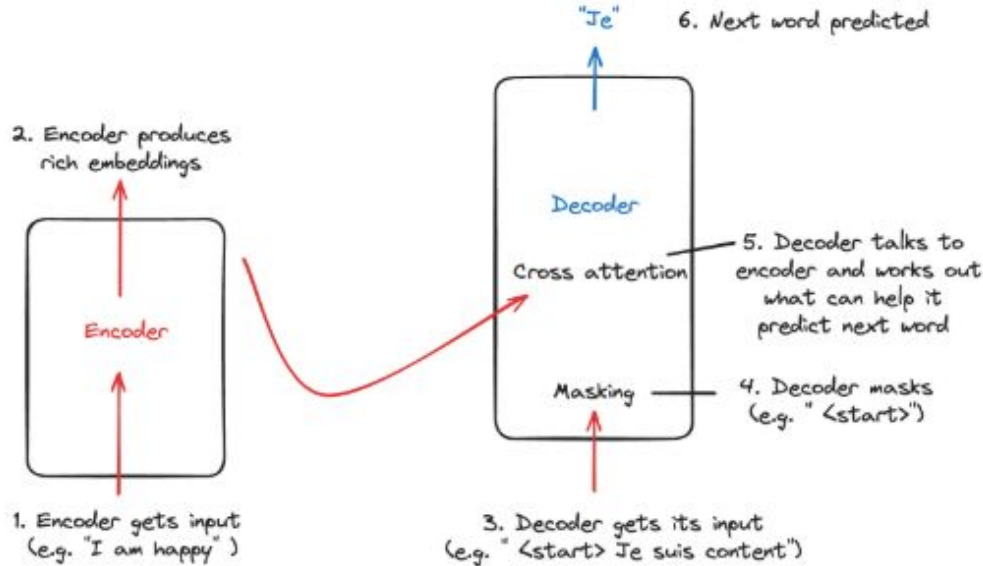 "Je"
6. Next word predicted
2. Encoder produces
rich embeddings
Decoder
Cross attention
5. Decoder talks to
encoder and works out
what can help it
predict next word
Encoder
Masking
4. Decoder masks
(e.g. " <start>")
1. Encoder gets input
(e.g. "I am happy" )
3. Decoder gets its input
(e.g. " <start> Je suis content")